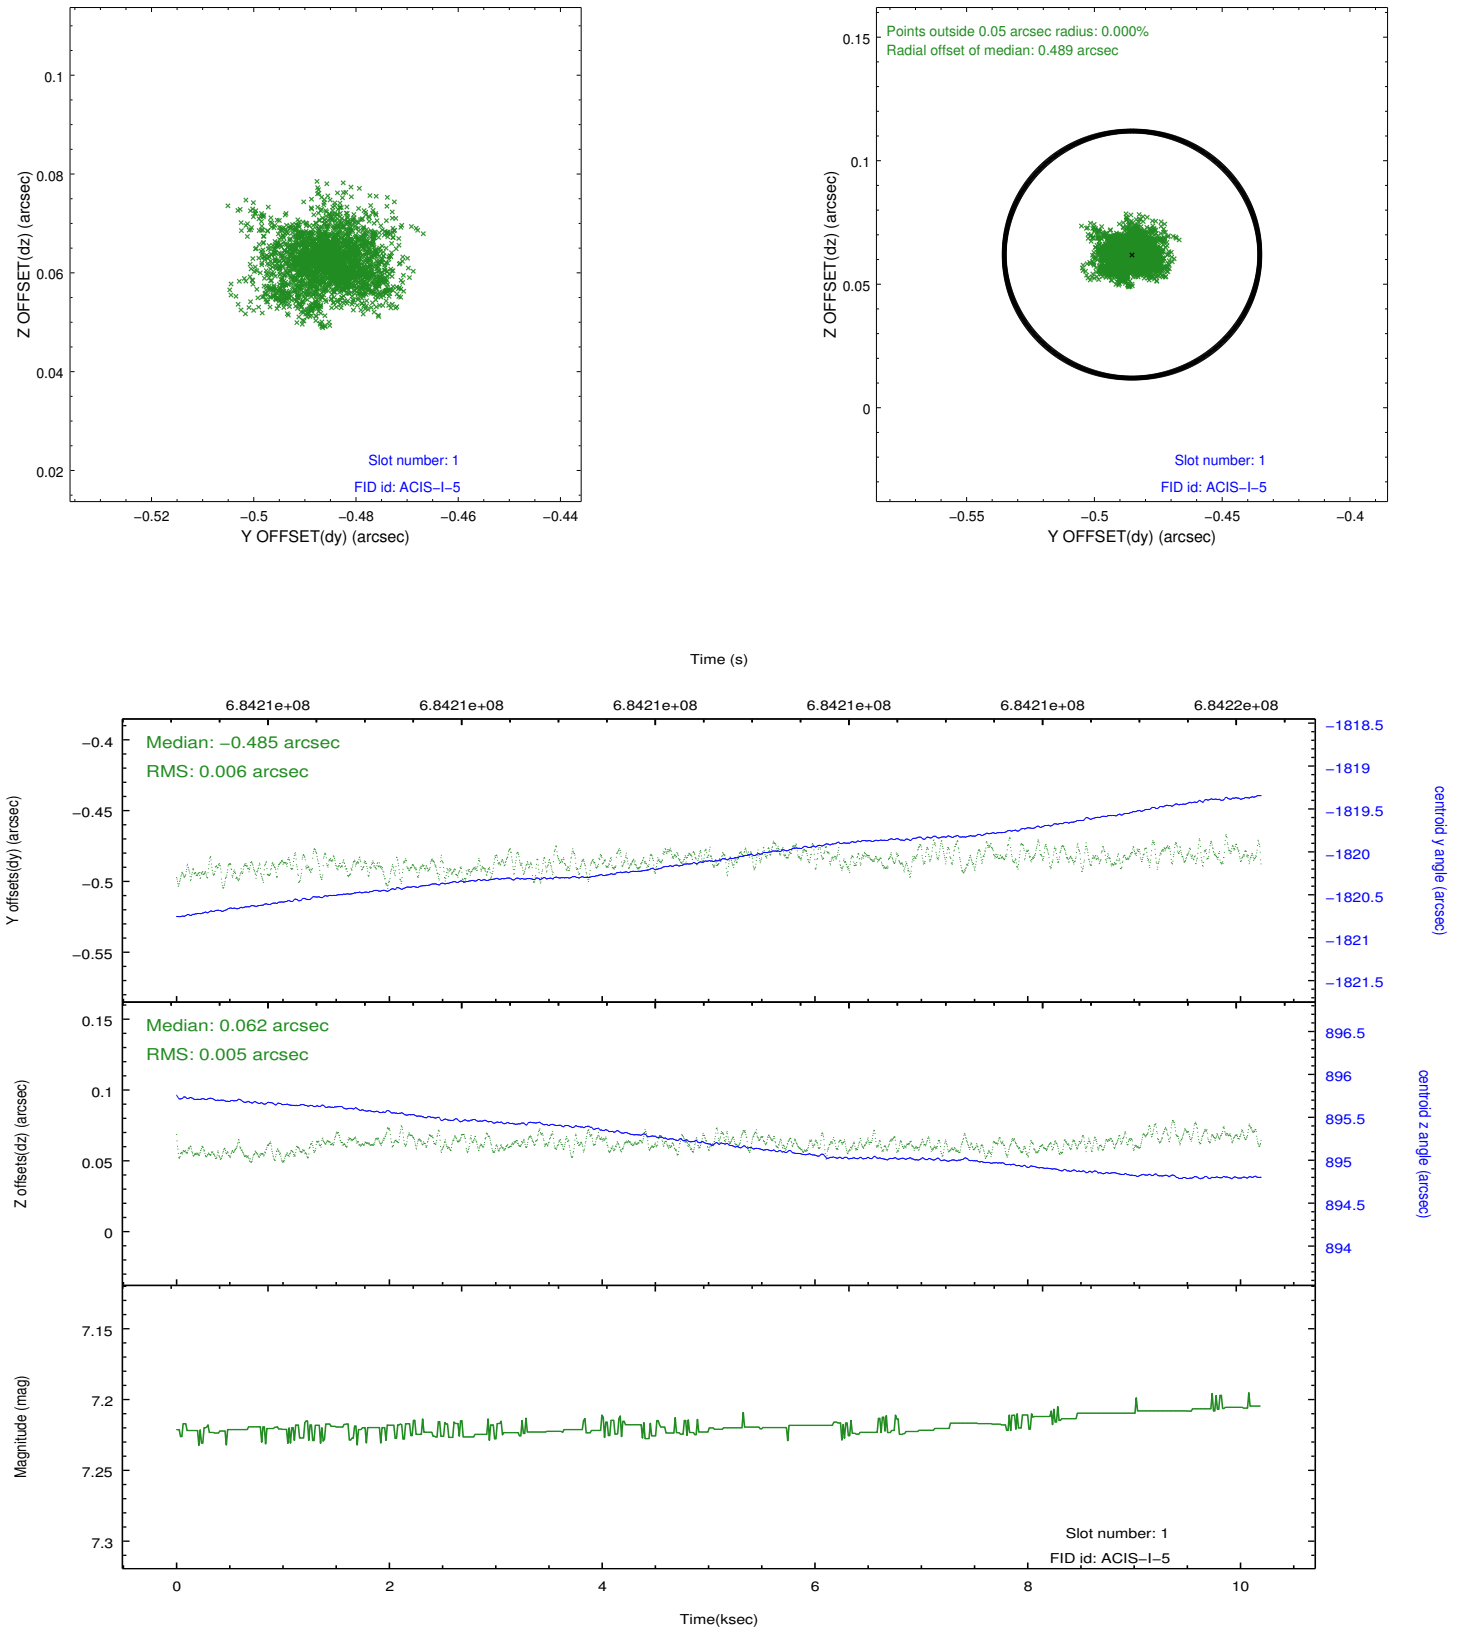 0.1
0.08
0.06
0.04
0.02
Z OFFSET(dz) (arcsec)
Slot number: 1
FID id: ACIS−I−5
−0.52 −0.5 −0.48 −0.46 −0.44
Y OFFSET(dy) (arcsec)
Points outside 0.05 arcsec radius: 0.000%
Radial offset of median: 0.489 arcsec
0.15
0.1
0.05
0
Z OFFSET(dz) (arcsec)
Slot number: 1
FID id: ACIS−I−5
−0.55 −0.5 −0.45 −0.4
Y OFFSET(dy) (arcsec)
Time (s)
6.8421e+08 6.8421e+08 6.8421e+08 6.8421e+08 6.8421e+08 6.8422e+08
Median: −0.485 arcsec
RMS: 0.006 arcsec
−0.4
−0.45
−0.5
−0.55
Y offsets(dy) (arcsec)
−1818.5
−1819
−1819.5
−1820
−1820.5
−1821
−1821.5
centroid y angle (arcsec)
Median: 0.062 arcsec
RMS: 0.005 arcsec
0.15
0.1
0.05
0
Z offsets(dz) (arcsec)
896.5
896
895.5
895
894.5
894
centroid z angle (arcsec)
7.15
7.2
7.25
7.3
Magnitude (mag)
Slot number: 1
FID id: ACIS−I−5
0 2 4 6 8 10
Time(ksec)